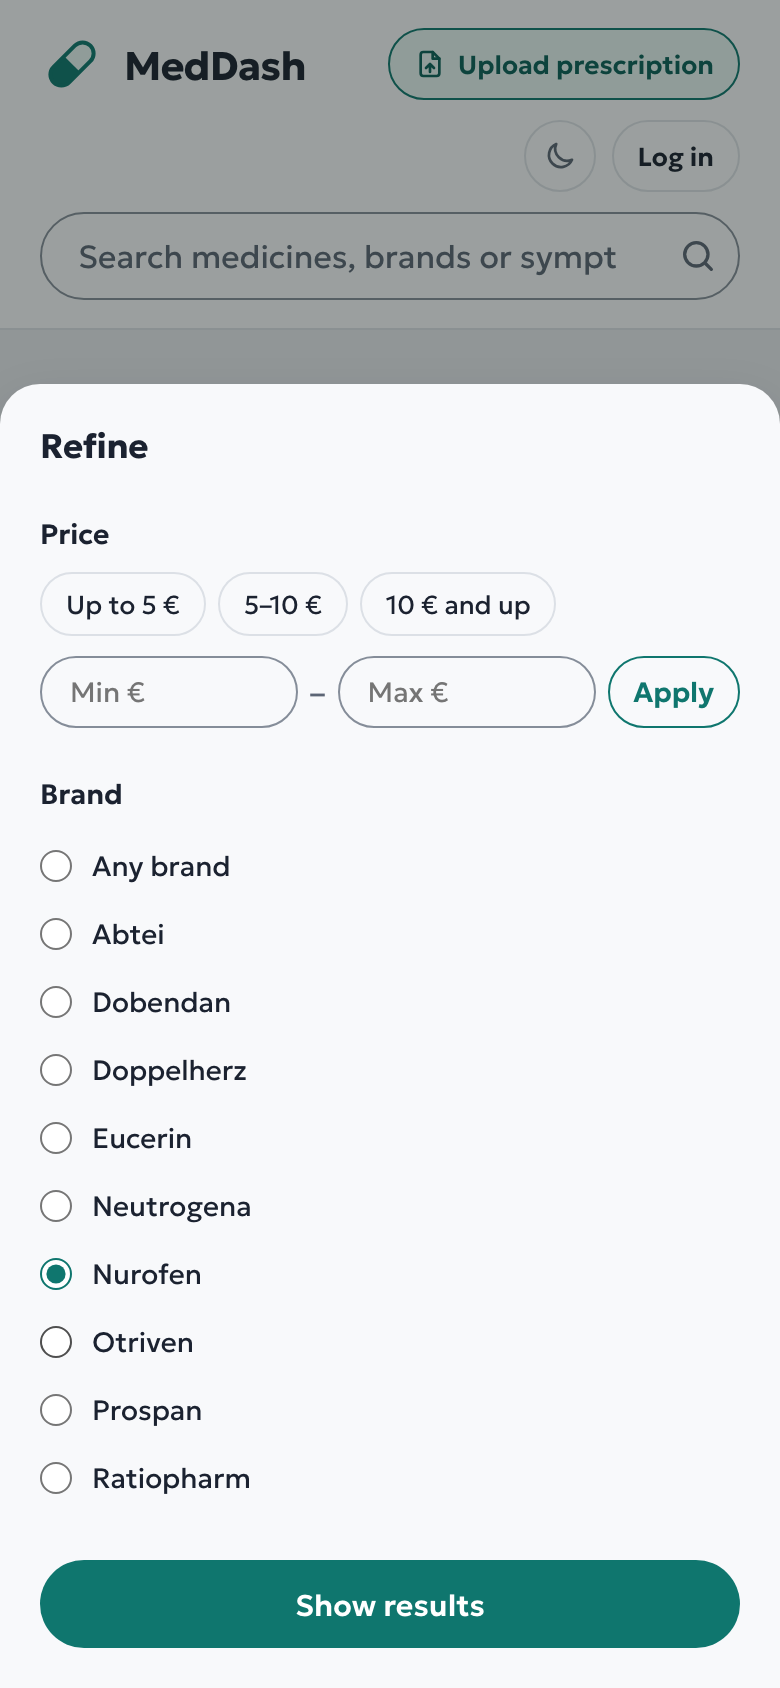 MedDash
Upload prescription
Log in
Search medicines, brands or sympt
Refine
Price
Up to 5 €
5–10 €
10 € and up
Min €
–
Max €
Apply
Brand
Any brand
Abtei
Dobendan
Doppelherz
Eucerin
Neutrogena
Nurofen
Otriven
Prospan
Ratiopharm
Show results